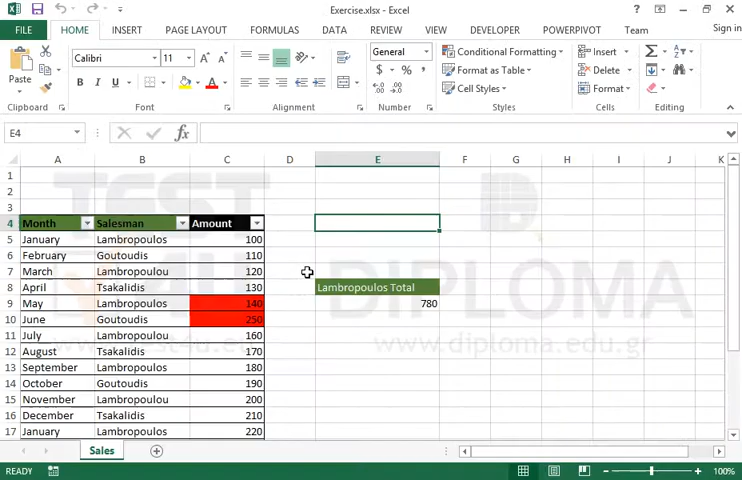 Exercise.xlsx - Excel
Sign in
FILE HOME INSERT PAGE LAYOUT FORMULAS DATA REVIEW VIEW DEVELOPER POWERPIVOT Team
Paste
Calibri 11
B I U
General
$ % ,
Conditional Formatting
Format as Table
Cell Styles
Insert
Delete
Format
Clipboard Font Alignment Number Styles Cells Editing
E4 fx
A B C D E F G H I J K
1
2
3
4 Month Salesman Amount
5 January Lambropoulos 100
6 February Goutoudis 110
7 March Lambropoulou 120
8 April Tsakalidis 130 Lambropoulos Total
9 May Lambropoulos 140 780
10 June Goutoudis 250
11 July Lambropoulou 160
12 August Tsakalidis 170
13 September Lambropoulos 180
14 October Goutoudis 190
15 November Lambropoulou 200
16 December Tsakalidis 210
17 January Lambropoulos 220
TEST
DIPLOMA
www.diploma.edu.gr
Sales
READY 100%